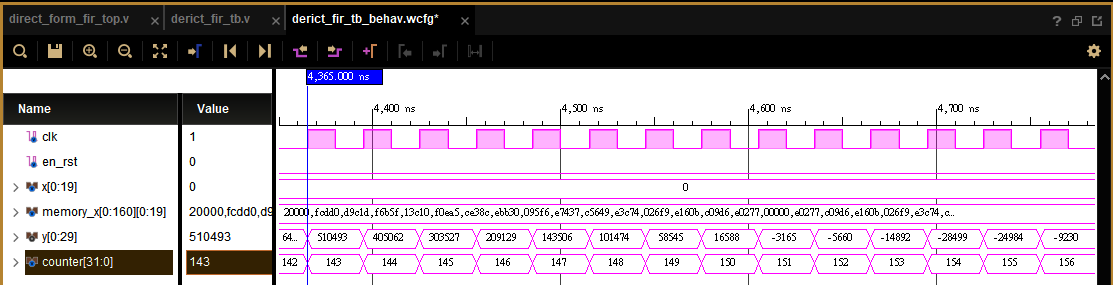 direct_form_fir_top.v × derict_fir_tb.v × derict_fir_tb_behav.wcfg* × ?
4,365.000 ns
Name Value
4,400 ns 4,500 ns 4,600 ns 4,700 ns
clk 1
en_rst 0
x[0:19] 0 0
memory_x[0:160][0:19] 20000,fcdd0,d9 20000,fcdd0,d9c1d,f6b5f,13c10,f0ea5,ce38c,ebb30,095f6,e7437,c5649,e3c74,026f9,e160b,c09d6,e0277,00000,e0277,c09d6,e160b,026f9,e3c74,c...
y[0:29] 510493 64... 510493 405062 303527 209129 143506 101474 58545 16588 -3165 -5660 -14892 -28499 -24984 -9230
counter[31:0] 143 142 143 144 145 146 147 148 149 150 151 152 153 154 155 156